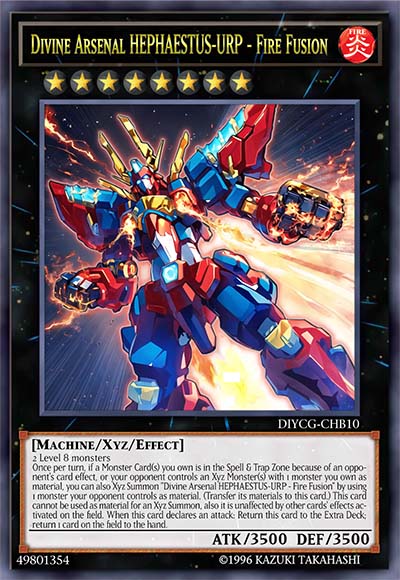 DIVINE ARSENAL HEPHAESTUS-URP - FIRE FUSION
FIRE
炎
DIYCG-CHB10
[MACHINE/XYZ/EFFECT]
2 Level 8 monsters
Once per turn, if a Monster Card(s) you own is in the Spell & Trap Zone because of an oppo-
nent's card effect, or your opponent controls an Xyz Monster(s) with 1 monster you own as
material, you can also Xyz Summon "Divine Arsenal HEPHAESTUS-URP - Fire Fusion" by using
1 monster your opponent controls as material. (Transfer its materials to this card.) This card
cannot be used as material for an Xyz Summon, also it is unaffected by other cards' effects ac-
tivated on the field. When this card declares an attack: Return this card to the Extra Deck;
return 1 card on the field to the hand.
ATK/3500 DEF/3500
49801354
©1996 KAZUKI TAKAHASHI